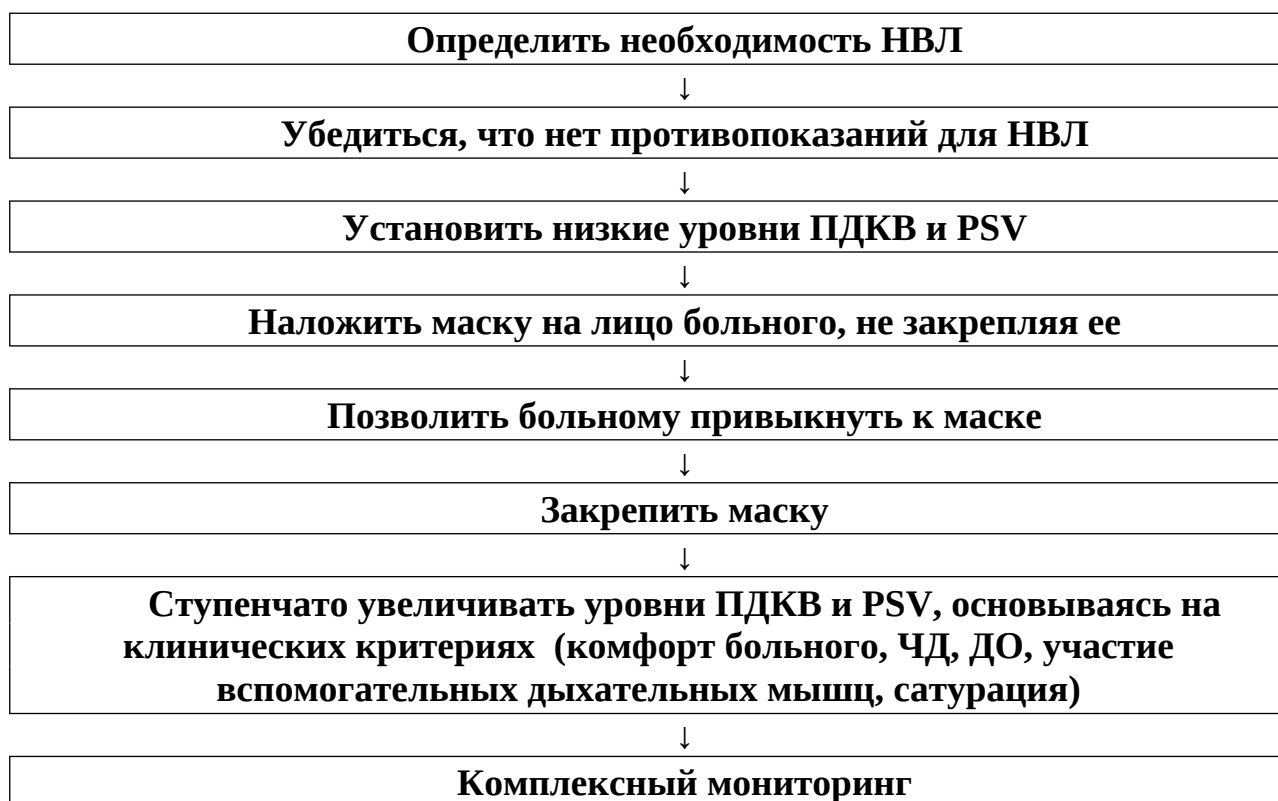 Определить необходимость НВЛ
↓
Убедиться, что нет противопоказаний для НВЛ
↓
Установить низкие уровни ПДКВ и PSV
↓
Наложить маску на лицо больного, не закрепляя ее
↓
Позволить больному привыкнуть к маске
↓
Закрепить маску
↓
Ступенчато увеличивать уровни ПДКВ и PSV, основываясь на
клинических критериях (комфорт больного, ЧД, ДО, участие
вспомогательных дыхательных мышц, сатурация)
↓
Комплексный мониторинг